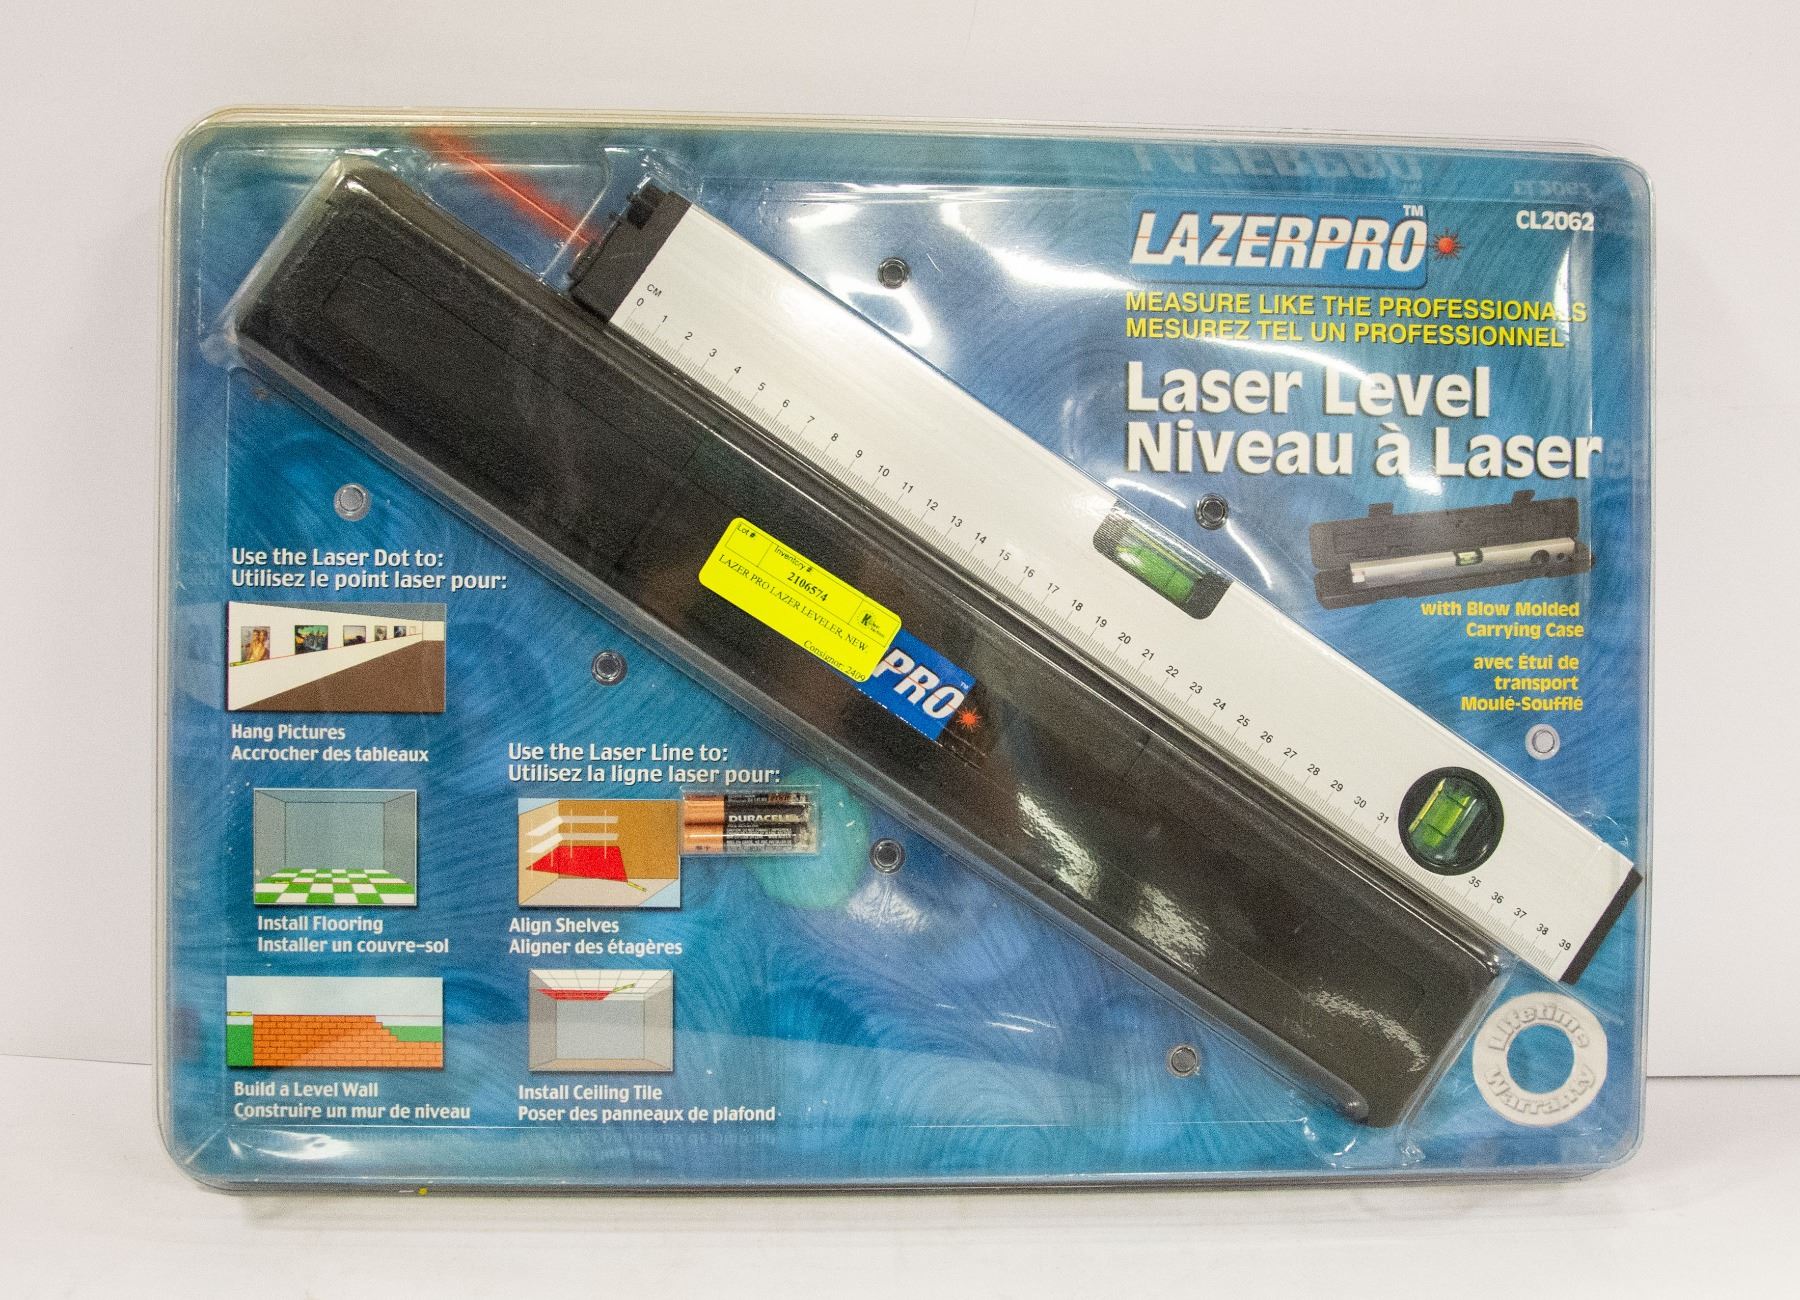 LAZERPRO™
CL2062
MEASURE LIKE THE PROFESSIONALS
MESUREZ TEL UN PROFESSIONNEL
Laser Level
Niveau à Laser
with Blow Molded
Carrying Case
avec Étui de
transport
Moulé-Soufflé
CM
0 1 2 3 4 5 6 7 8 9 10 11 12 13 14 15 16 17 18 19 20 21 22 23 24 25 26 27 28 29 30 31 35 36 37 38 39
Lot #
Inventory #
2106574
LAZER PRO LAZER LEVELER, NEW.
Consignor: 2409
PRO™
Use the Laser Dot to:
Utilisez le point laser pour:
Hang Pictures
Accrocher des tableaux
Install Flooring
Installer un couvre-sol
Build a Level Wall
Construire un mur de niveau
Use the Laser Line to:
Utilisez la ligne laser pour:
DURACELL
Align Shelves
Aligner des étagères
Install Ceiling Tile
Poser des panneaux de plafond
Lifetime
Warranty